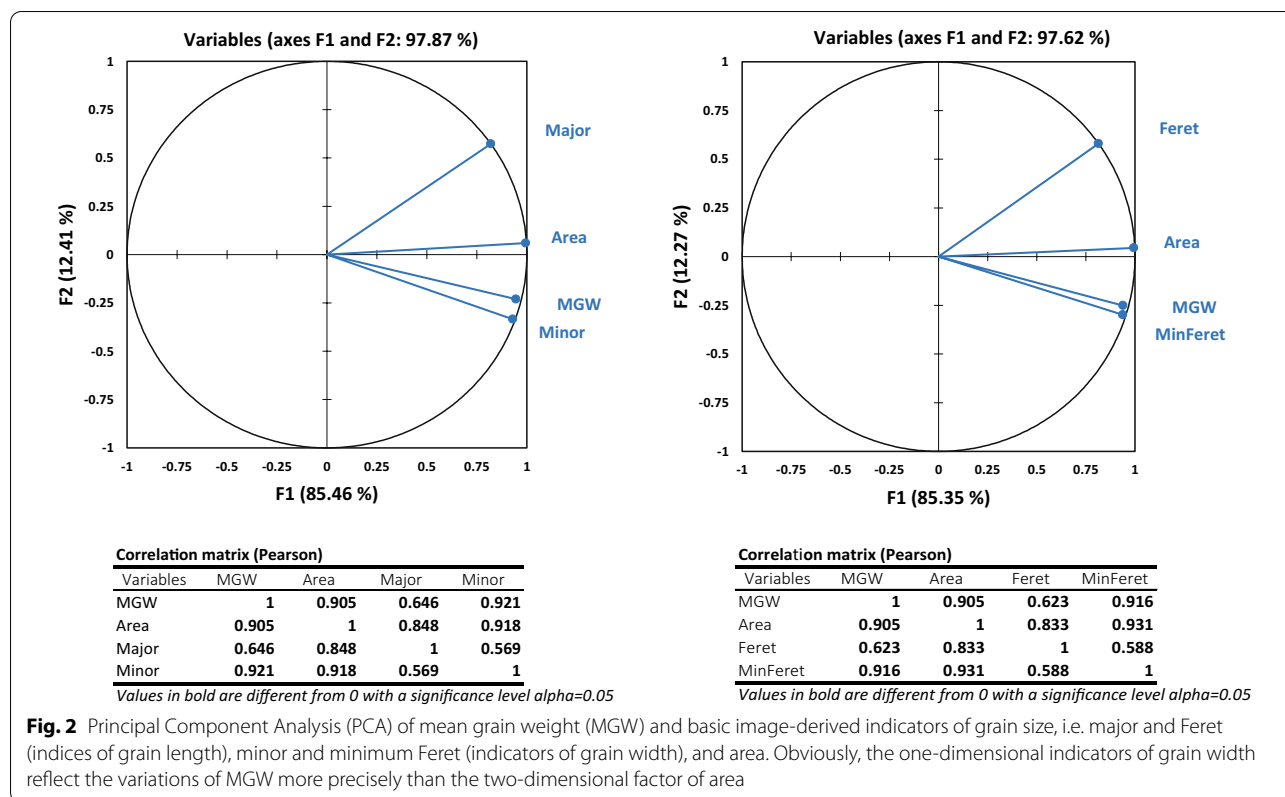 Variables (axes F1 and F2: 97.87 %)
1
0.75
0.5
0.25
0
-0.25
-0.5
-0.75
-1
F2 (12.41 %)
Major
Area
MGW
Minor
-1 -0.75 -0.5 -0.25 0 0.25 0.5 0.75 1
F1 (85.46 %)
Correlation matrix (Pearson)
Variables MGW Area Major Minor
MGW 1 0.905 0.646 0.921
Area 0.905 1 0.848 0.918
Major 0.646 0.848 1 0.569
Minor 0.921 0.918 0.569 1
Values in bold are different from 0 with a significance level alpha=0.05
Variables (axes F1 and F2: 97.62 %)
1
0.75
0.5
0.25
0
-0.25
-0.5
-0.75
-1
F2 (12.27 %)
Feret
Area
MGW
MinFeret
-1 -0.75 -0.5 -0.25 0 0.25 0.5 0.75 1
F1 (85.35 %)
Correlation matrix (Pearson)
Variables MGW Area Feret MinFeret
MGW 1 0.905 0.623 0.916
Area 0.905 1 0.833 0.931
Feret 0.623 0.833 1 0.588
MinFeret 0.916 0.931 0.588 1
Values in bold are different from 0 with a significance level alpha=0.05
Fig. 2 Principal Component Analysis (PCA) of mean grain weight (MGW) and basic image-derived indicators of grain size, i.e. major and Feret
(indices of grain length), minor and minimum Feret (indicators of grain width), and area. Obviously, the one-dimensional indicators of grain width
reflect the variations of MGW more precisely than the two-dimensional factor of area